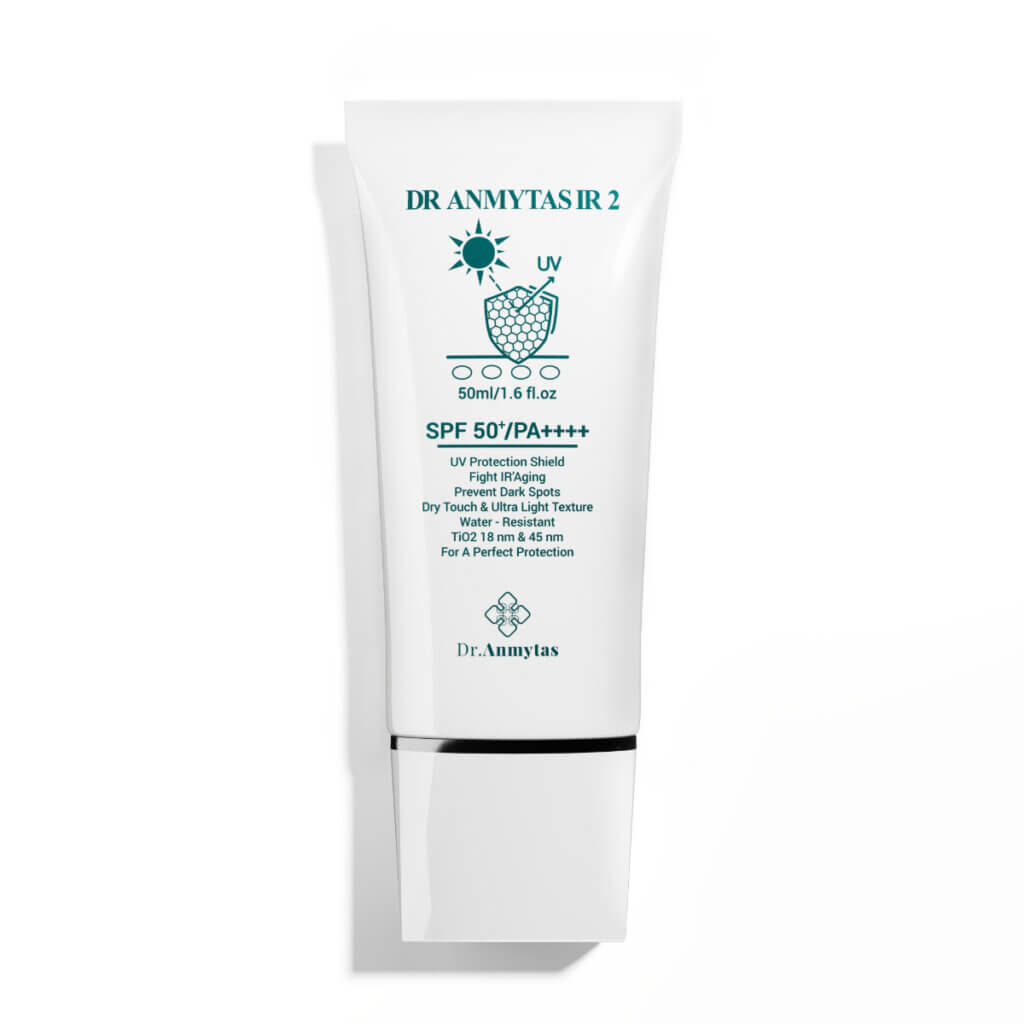 DR ANMYTAS IR 2
UV
50ml/1.6 fl.oz
SPF 50+/PA++++
UV Protection Shield
Fight IR'Aging
Prevent Dark Spots
Dry Touch & Ultra Light Texture
Water - Resistant
TiO2 18 nm & 45 nm
For A Perfect Protection
Dr.Anmytas